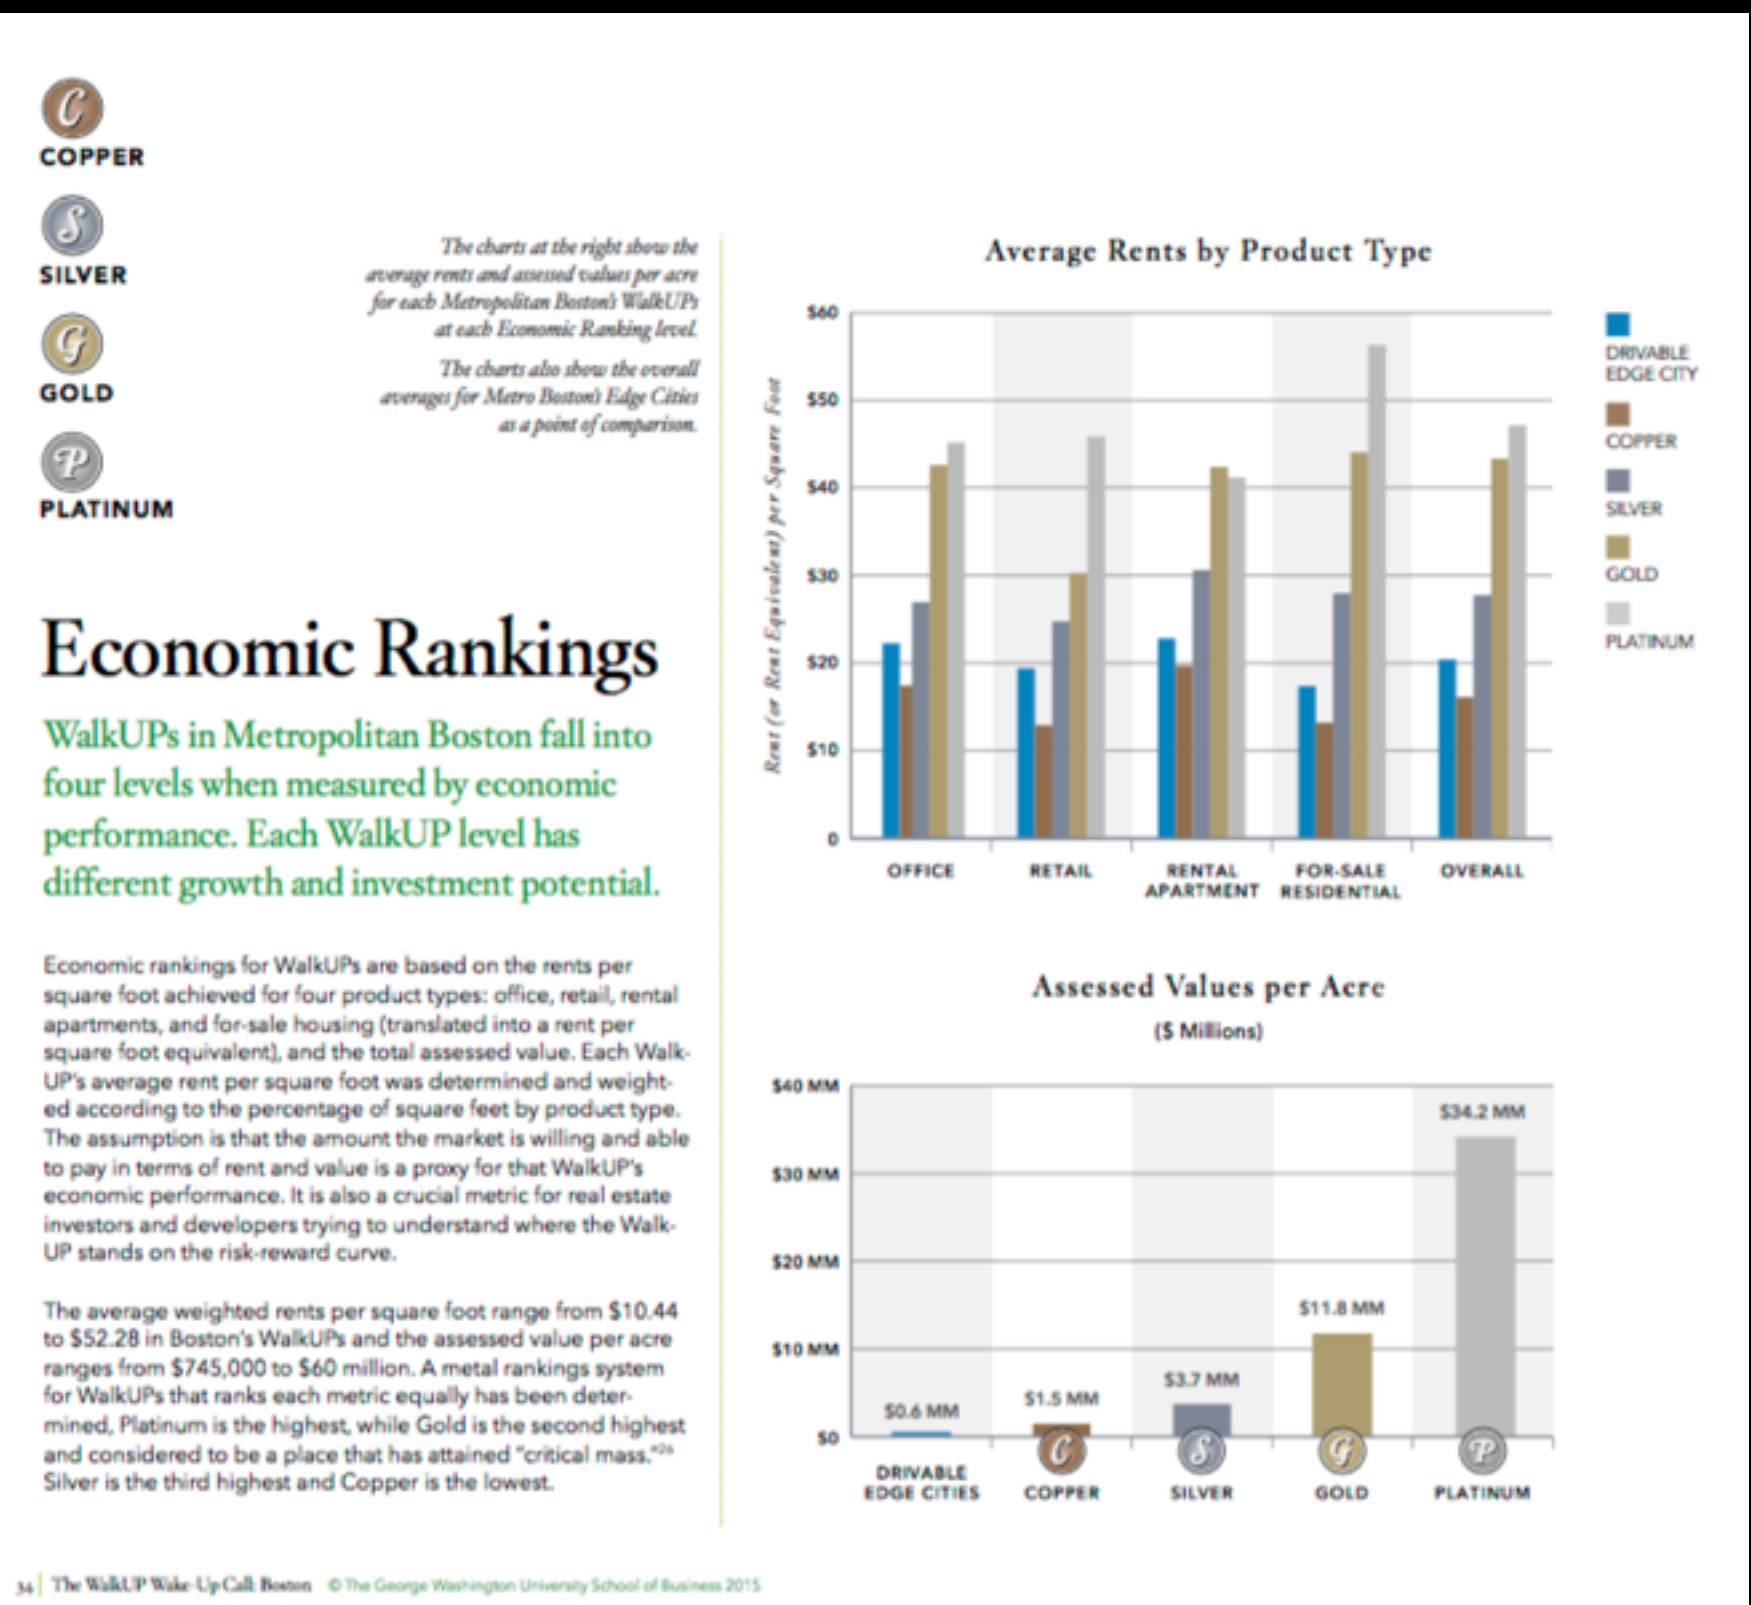 C
COPPER
S
SILVER
G
GOLD
P
PLATINUM
The charts at the right show the
average rents and assessed values per acre
for each Metropolitan Boston's WalkUPs
at each Economic Ranking level.
The charts also show the overall
averages for Metro Boston's Edge Cities
as a point of comparison.
Economic Rankings
WalkUPs in Metropolitan Boston fall into
four levels when measured by economic
performance. Each WalkUP level has
different growth and investment potential.
Economic rankings for WalkUPs are based on the rents per
square foot achieved for four product types: office, retail, rental
apartments, and for-sale housing (translated into a rent per
square foot equivalent), and the total assessed value. Each Walk-
UP's average rent per square foot was determined and weight-
ed according to the percentage of square feet by product type.
The assumption is that the amount the market is willing and able
to pay in terms of rent and value is a proxy for that WalkUP's
economic performance. It is also a crucial metric for real estate
investors and developers trying to understand where the Walk-
UP stands on the risk-reward curve.
The average weighted rents per square foot range from $10.44
to $52.28 in Boston's WalkUPs and the assessed value per acre
ranges from $745,000 to $60 million. A metal rankings system
for WalkUPs that ranks each metric equally has been deter-
mined, Platinum is the highest, while Gold is the second highest
and considered to be a place that has attained "critical mass."26
Silver is the third highest and Copper is the lowest.
Average Rents by Product Type
Rent (or Rent Equivalent) per Square Foot
$60
$50
$40
$30
$20
$10
0
OFFICE
RETAIL
RENTAL
APARTMENT
FOR-SALE
RESIDENTIAL
OVERALL
DRIVABLE
EDGE CITY
COPPER
SILVER
GOLD
PLATINUM
Assessed Values per Acre
($ Millions)
$40 MM
$30 MM
$20 MM
$10 MM
$0
$0.6 MM
$1.5 MM
$3.7 MM
$11.8 MM
$34.2 MM
C
S
G
P
DRIVABLE
EDGE CITIES
COPPER
SILVER
GOLD
PLATINUM
34 | The WalkUP Wake-Up Call: Boston © The George Washington University School of Business 2015